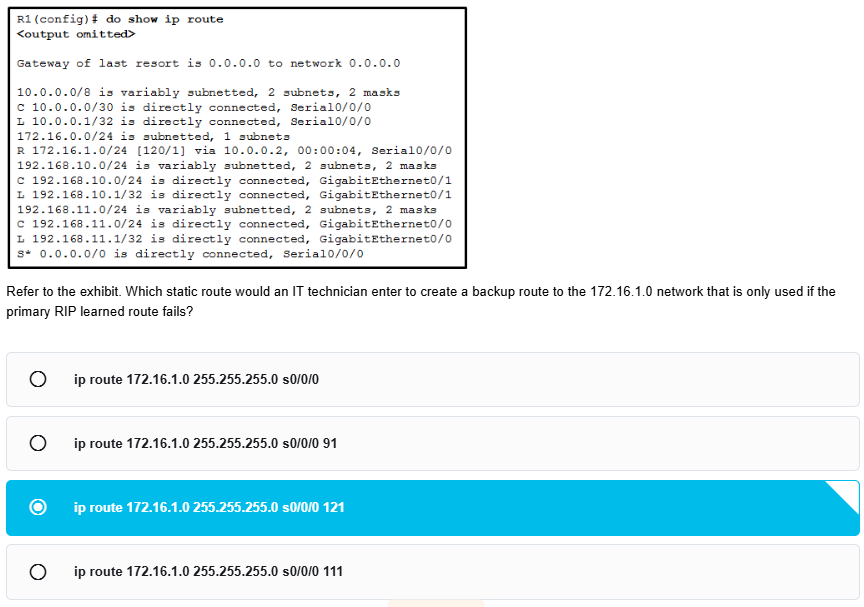 R1(config)# do show ip route
<output omitted>
Gateway of last resort is 0.0.0.0 to network 0.0.0.0
10.0.0.0/8 is variably subnetted, 2 subnets, 2 masks
C 10.0.0.0/30 is directly connected, Serial0/0/0
L 10.0.0.1/32 is directly connected, Serial0/0/0
172.16.0.0/24 is subnetted, 1 subnets
R 172.16.1.0/24 [120/1] via 10.0.0.2, 00:00:04, Serial0/0/0
192.168.10.0/24 is variably subnetted, 2 subnets, 2 masks
C 192.168.10.0/24 is directly connected, GigabitEthernet0/1
L 192.168.10.1/32 is directly connected, GigabitEthernet0/1
192.168.11.0/24 is variably subnetted, 2 subnets, 2 masks
C 192.168.11.0/24 is directly connected, GigabitEthernet0/0
L 192.168.11.1/32 is directly connected, GigabitEthernet0/0
S* 0.0.0.0/0 is directly connected, Serial0/0/0
Refer to the exhibit. Which static route would an IT technician enter to create a backup route to the 172.16.1.0 network that is only used if the
primary RIP learned route fails?
ip route 172.16.1.0 255.255.255.0 s0/0/0
ip route 172.16.1.0 255.255.255.0 s0/0/0 91
ip route 172.16.1.0 255.255.255.0 s0/0/0 121
ip route 172.16.1.0 255.255.255.0 s0/0/0 111